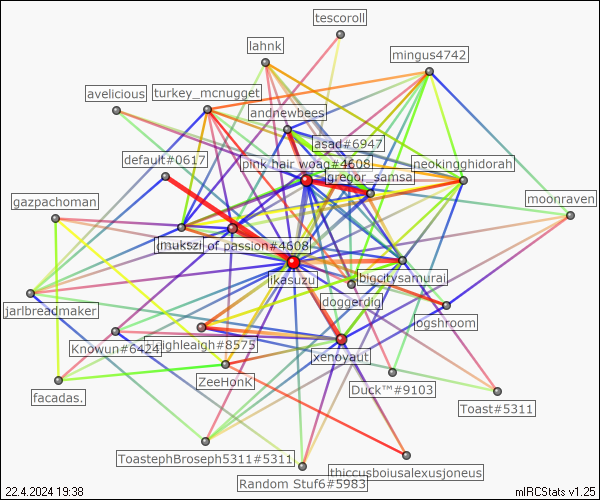 tescoroll
lahnk
mingus4742
avelicious
turkey_mcnugget
andnewbees
asad#6947
default#0617
pink hair woag#4608
neokingghidorah
gregor_samsa
gazpachoman
moonraven
mukszi
of passion#4608
ikasuzu
bigcitysamurai
doggerdig
jarlbreadmaker
ogshroom
Knowun#6424
ighleaigh#8575
xenoyaut
ZeeHonK
Duck™#9103
facadas.
Toast#5311
ToastephBroseph5311#5311
thiccusboiusalexusjoneus
Random Stuf6#5983
22.4.2024 19:38
mIRCStats v1.25